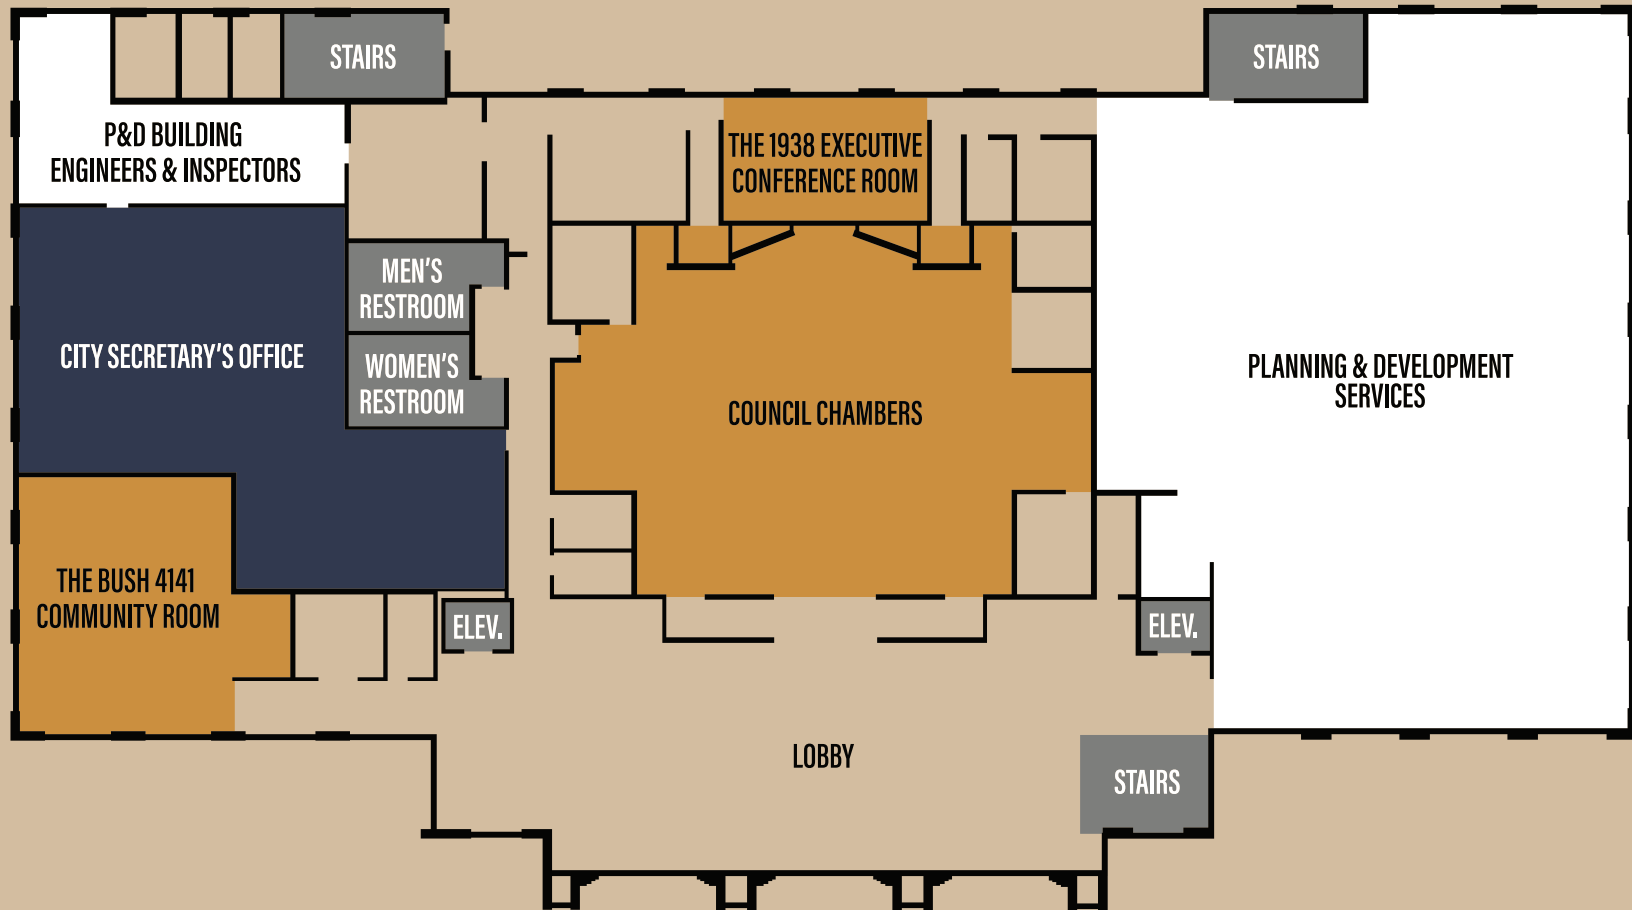 STAIRS
STAIRS
P&D BUILDING
ENGINEERS & INSPECTORS
THE 1938 EXECUTIVE
CONFERENCE ROOM
MEN'S
RESTROOM
CITY SECRETARY'S OFFICE
WOMEN'S
RESTROOM
COUNCIL CHAMBERS
PLANNING & DEVELOPMENT
SERVICES
THE BUSH 4141
COMMUNITY ROOM
ELEV.
ELEV.
LOBBY
STAIRS